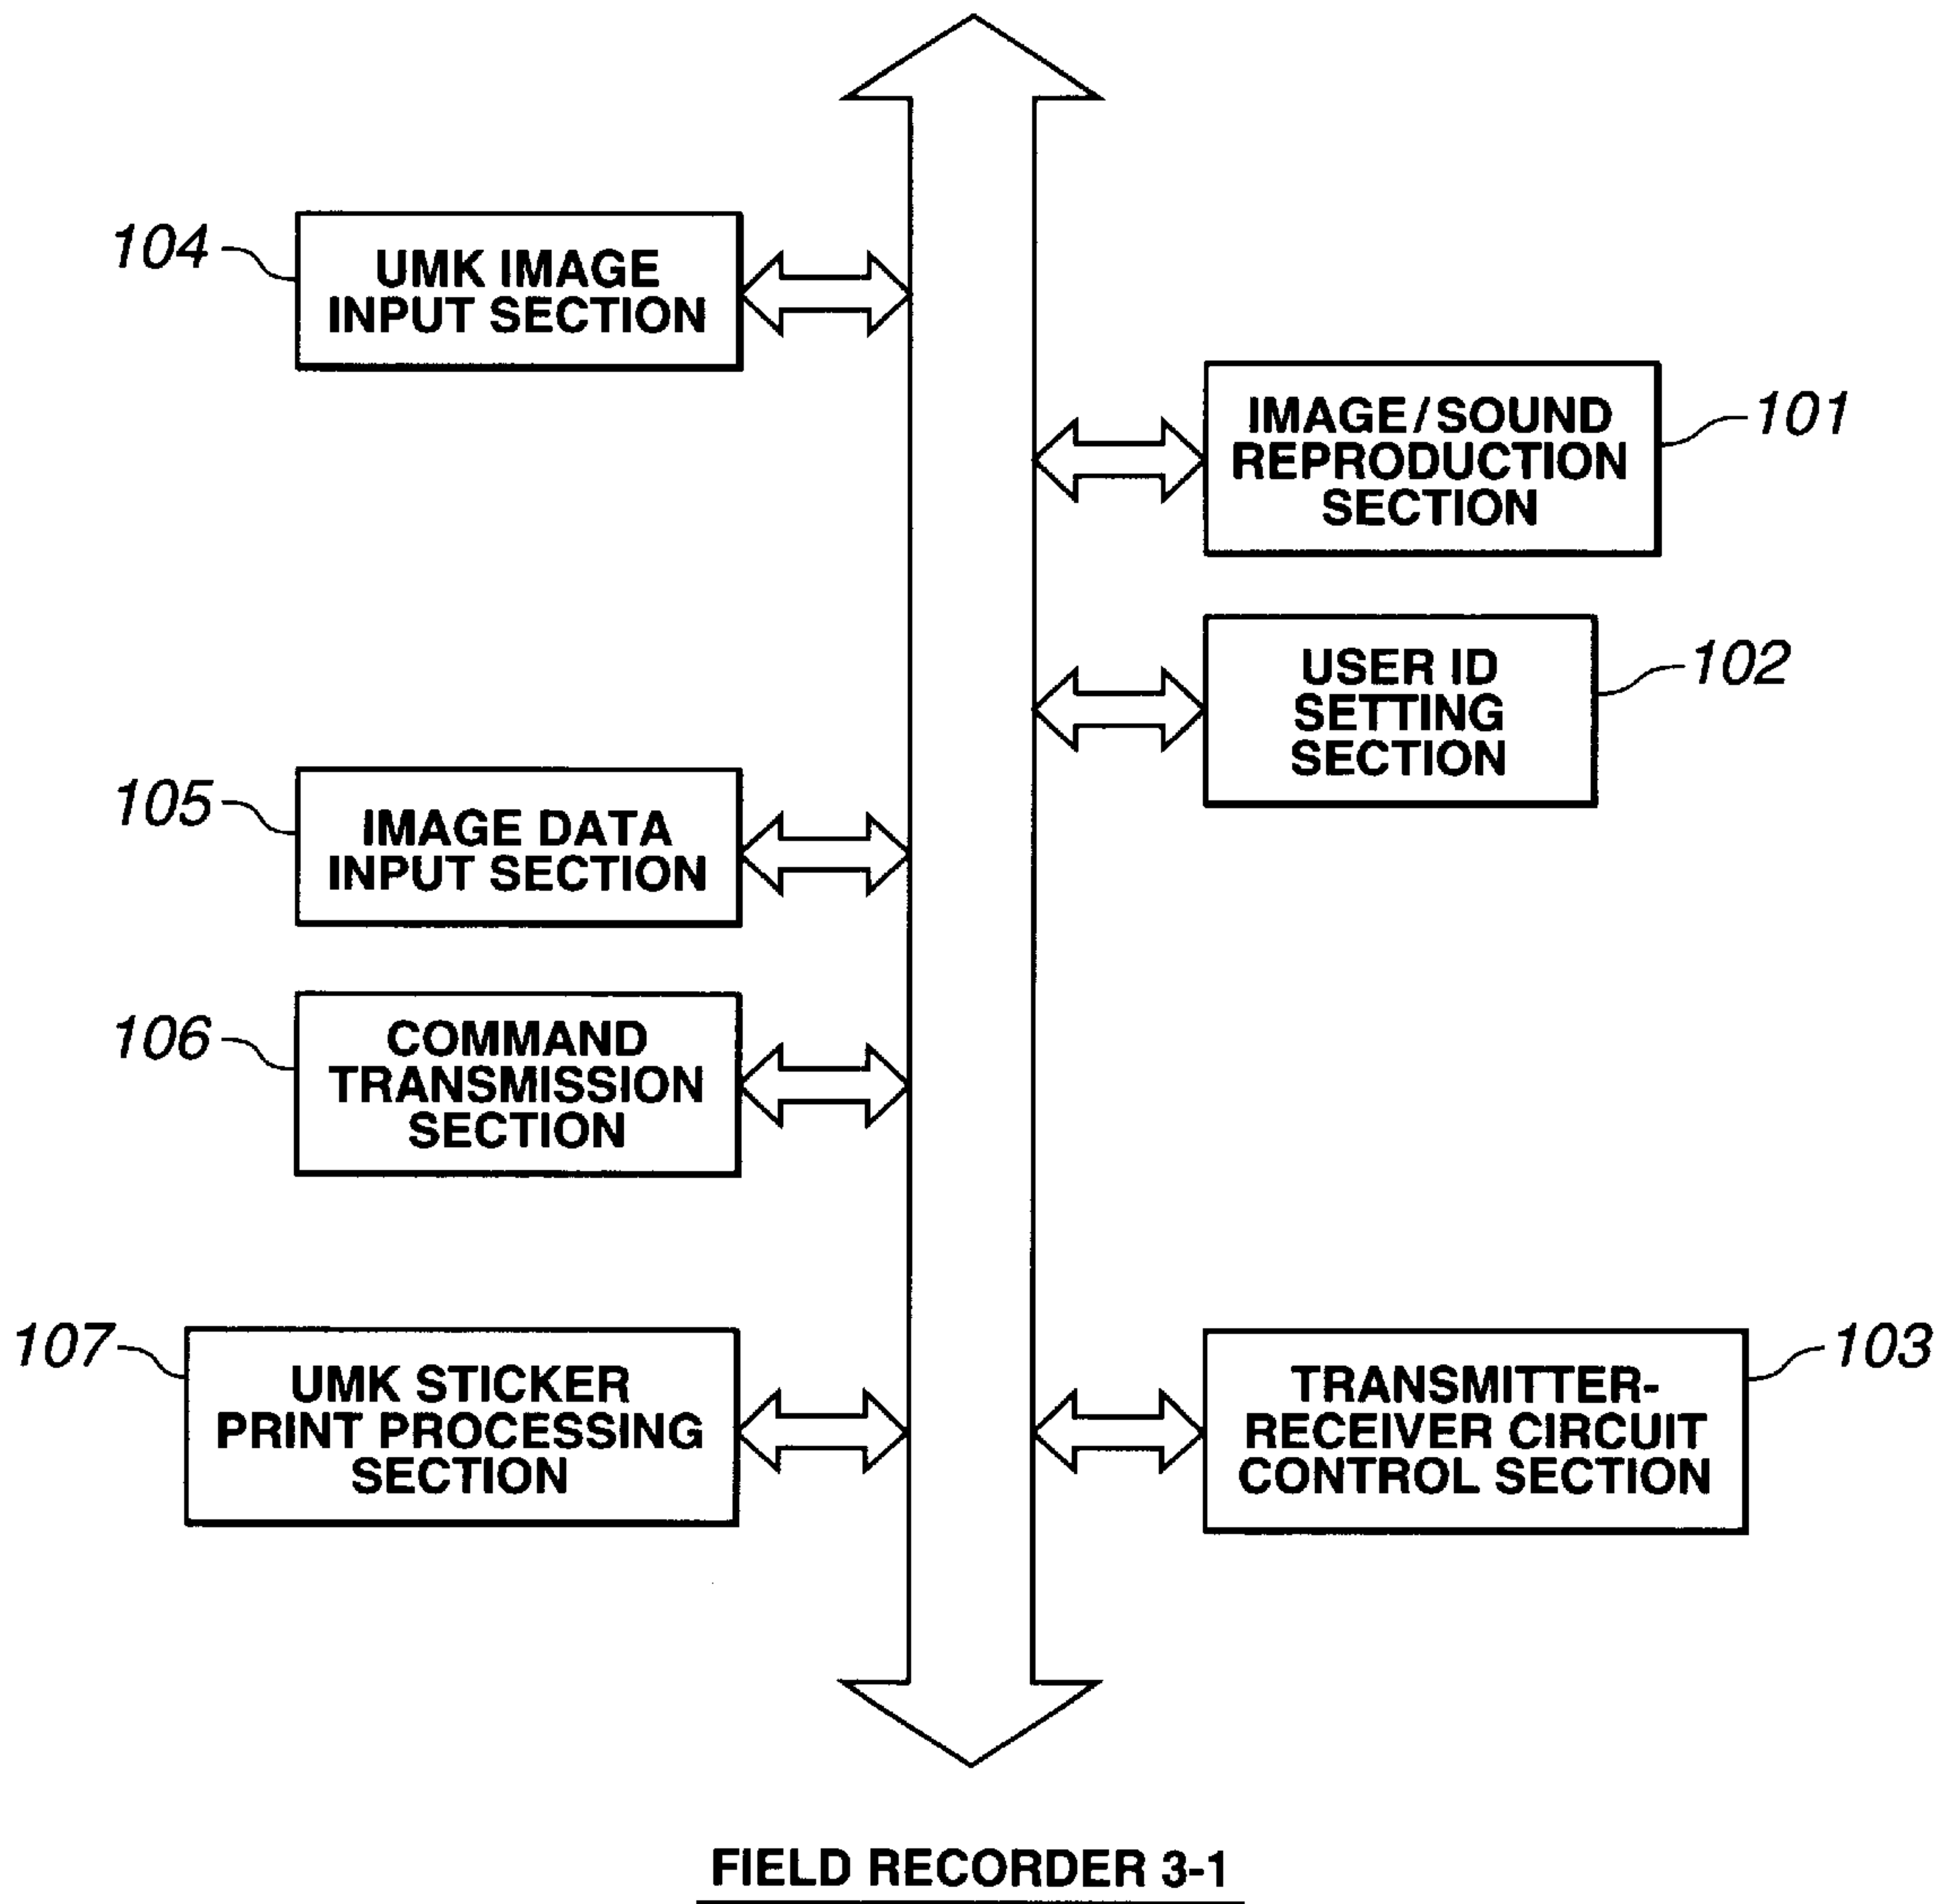 104
UMK IMAGE
INPUT SECTION
IMAGE/SOUND
REPRODUCTION
SECTION
101
USER ID
SETTING
SECTION
102
105
IMAGE DATA
INPUT SECTION
106
COMMAND
TRANSMISSION
SECTION
107
UMK STICKER
PRINT PROCESSING
SECTION
TRANSMITTER-
RECEIVER CIRCUIT
CONTROL SECTION
103
FIELD RECORDER 3-1